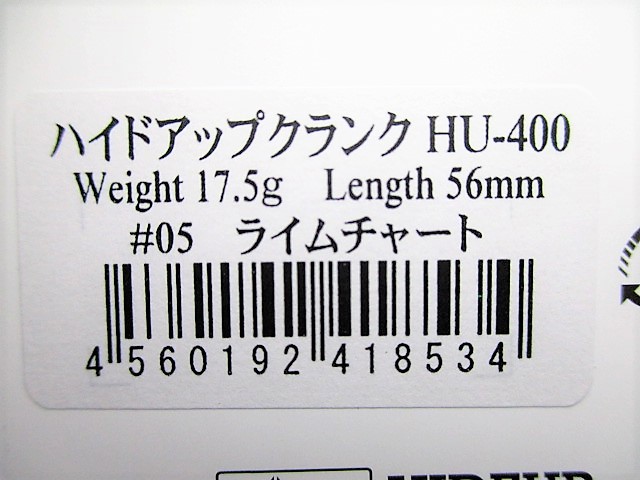 ハイドアップクランク HU-400
Weight 17.5g　Length 56mm
#05　ライムチャート
4 560192 418534